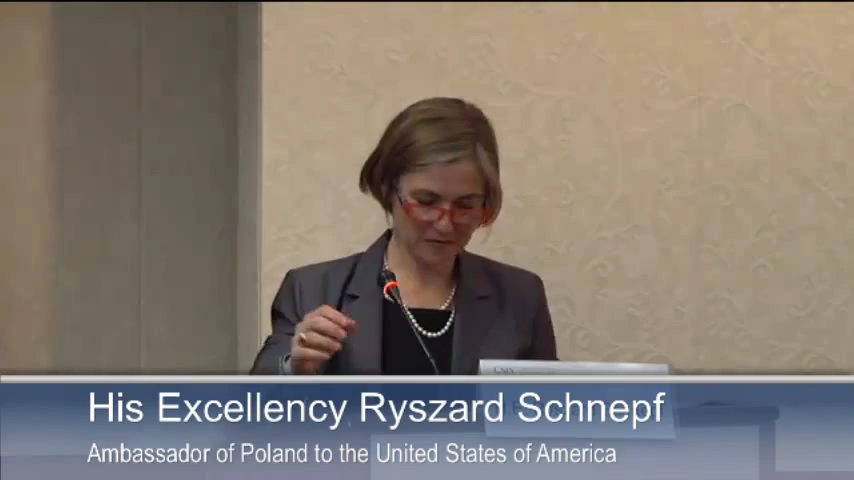 His Excellency Ryszard Schnepf
Ambassador of Poland to the United States of America